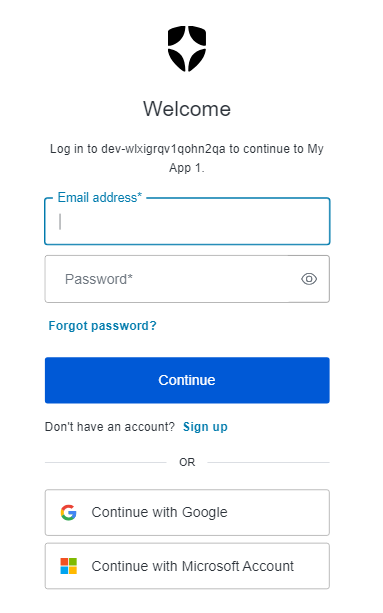 Welcome
Log in to dev-wlxigrqv1qohn2qa to continue to My
App 1.
Email address*
Password*
Forgot password?
Continue
Don't have an account? Sign up
OR
Continue with Google
Continue with Microsoft Account